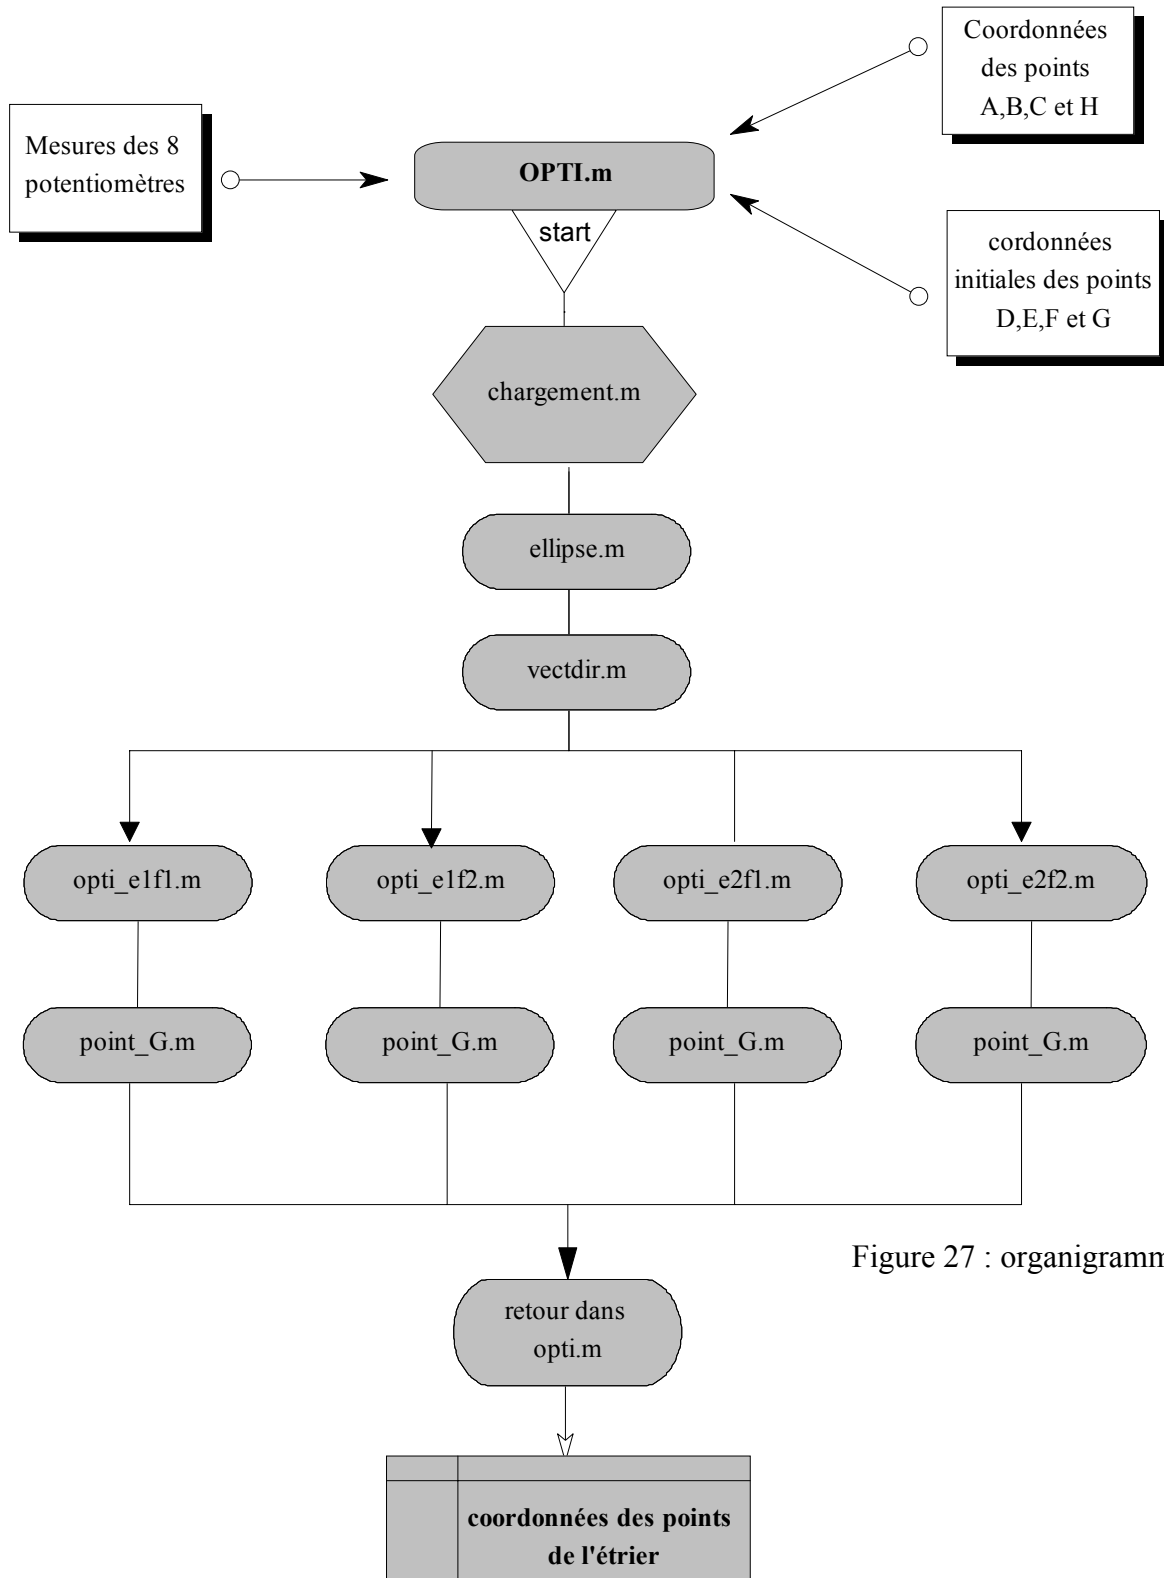 Coordonnées
des points
A,B,C et H
Mesures des 8
potentiomètres
OPTI.m
start
cordonnées
initiales des points
D,E,F et G
chargement.m
ellipse.m
vectdir.m
opti_e1f1.m
opti_e1f2.m
opti_e2f1.m
opti_e2f2.m
point_G.m
point_G.m
point_G.m
point_G.m
Figure 27 : organigramm
retour dans
opti.m
coordonnées des points
de l'étrier